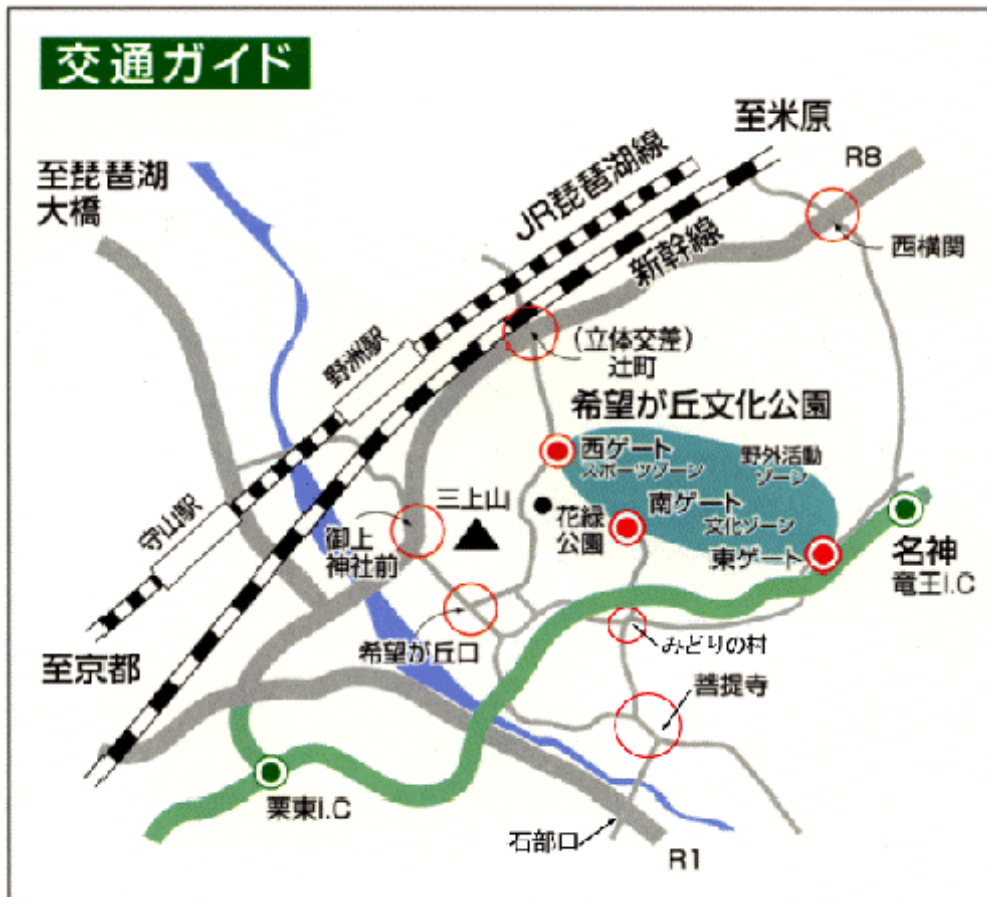 交通ガイド
至米原
R8
至琵琶湖
大橋
JR琵琶湖線
新幹線
西横関
野洲駅
(立体交差)
辻町
希望が丘文化公園
西ゲート
スポーツゾーン
野外活動
ゾーン
三上山
花緑
公園
南ゲート
文化ゾーン
守山駅
御上
神社前
東ゲート
名神
竜王I.C
希望が丘口
みどりの村
至京都
菩提寺
栗東I.C
石部口
R1